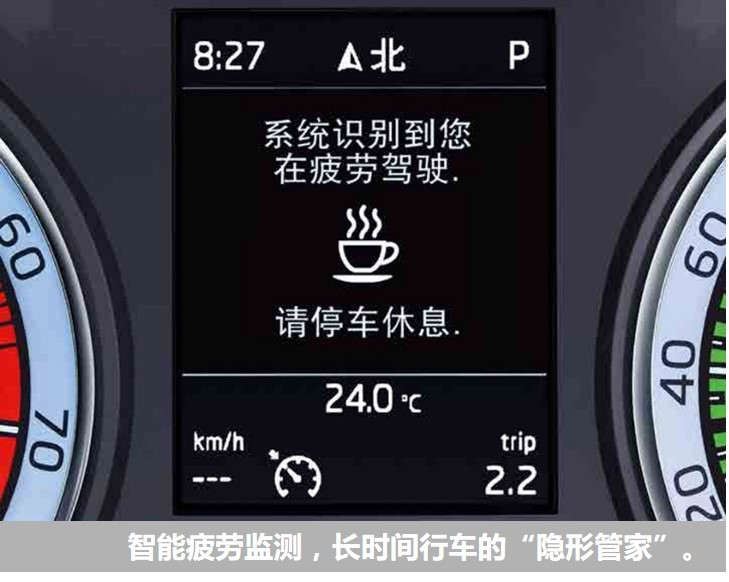 8:27 北 P
系统识别到您
在疲劳驾驶.
请停车休息.
24.0 °C
km/h trip
--- 2.2
60
70
60
40
20
智能疲劳监测，长时间行车的“隐形管家”。